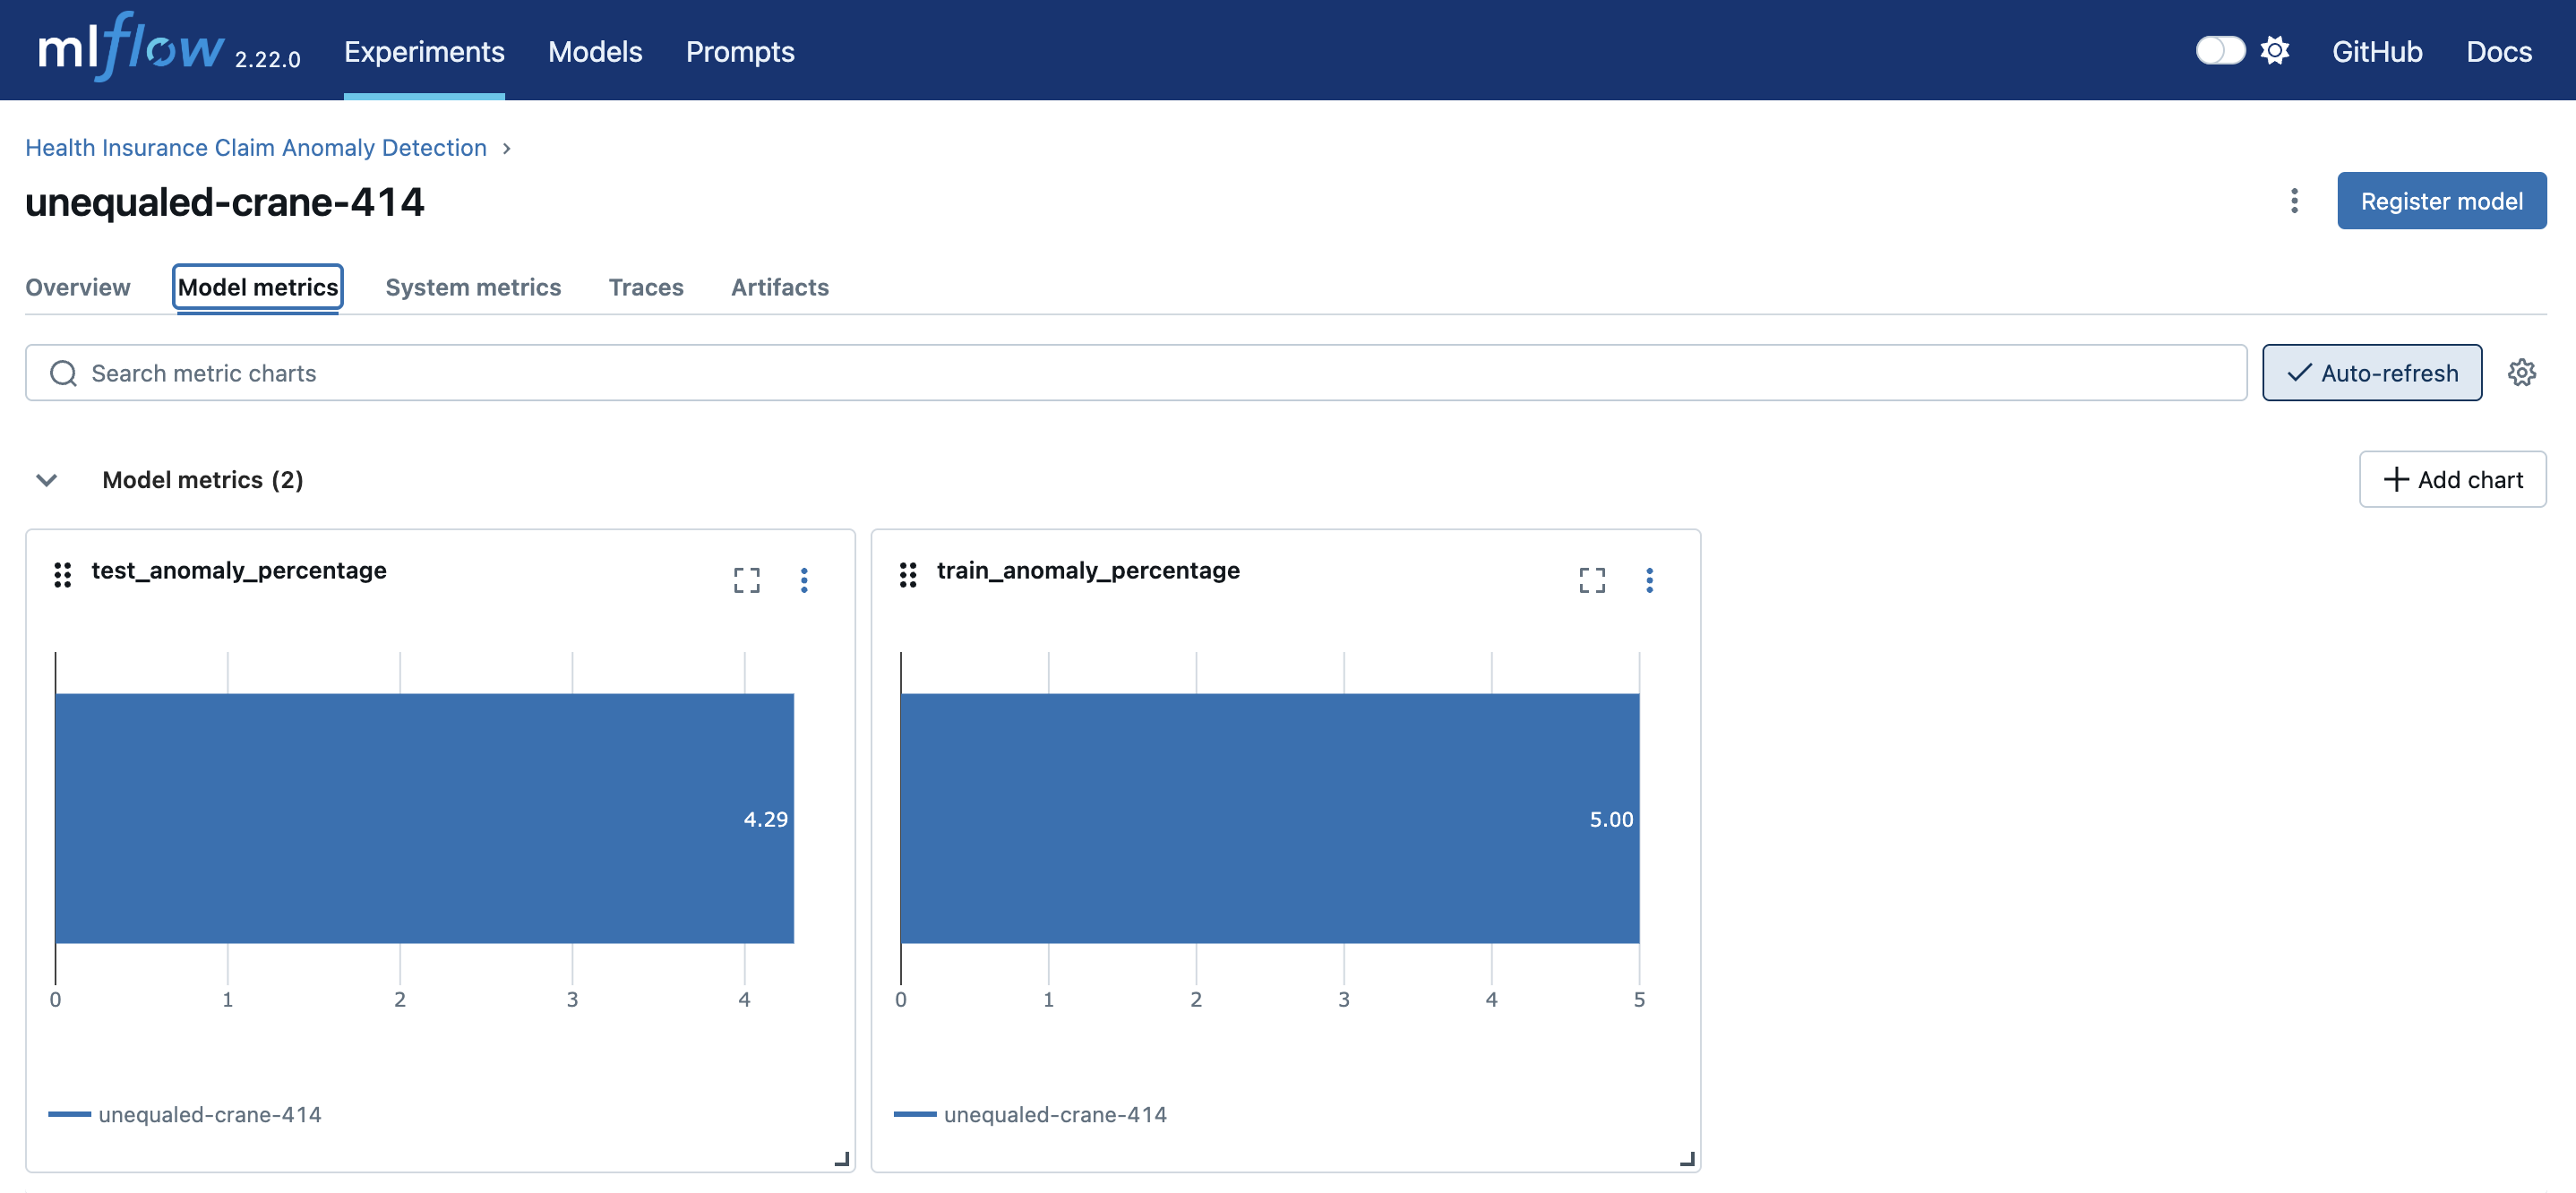 mlflow 2.22.0 Experiments Models Prompts GitHub Docs
Health Insurance Claim Anomaly Detection
unequaled-crane-414
Register model
Overview Model metrics System metrics Traces Artifacts
Search metric charts
Auto-refresh
Model metrics (2)
Add chart
test_anomaly_percentage
4.29
0 1 2 3 4
unequaled-crane-414
train_anomaly_percentage
5.00
0 1 2 3 4 5
unequaled-crane-414